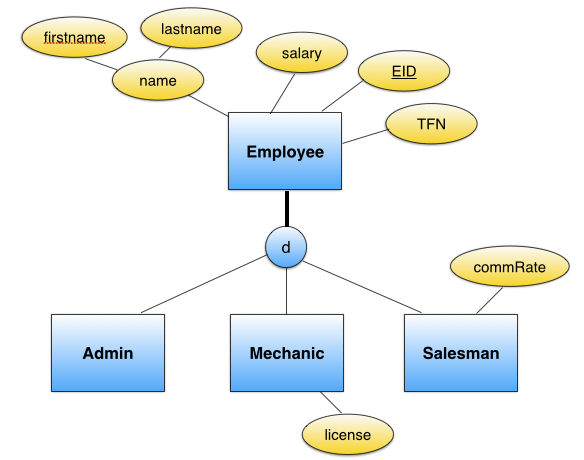 lastname
firstname
salary
name
EID
TFN
Employee
d
commRate
Admin
Mechanic
Salesman
license